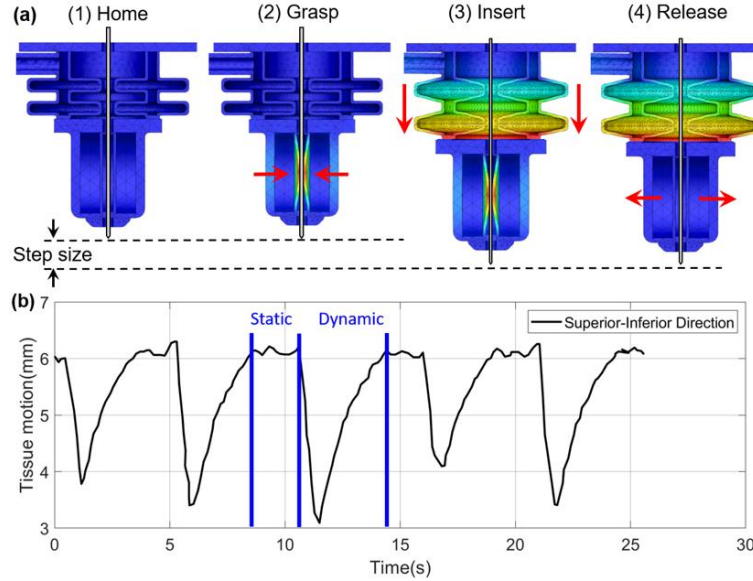 (a) (1) Home (2) Grasp (3) Insert (4) Release
Step size
(b)
7
6
5
4
3
Tissue motion(mm)
Static Dynamic
Superior-Inferior Direction
0 5 10 15 20 25 30
Time(s)